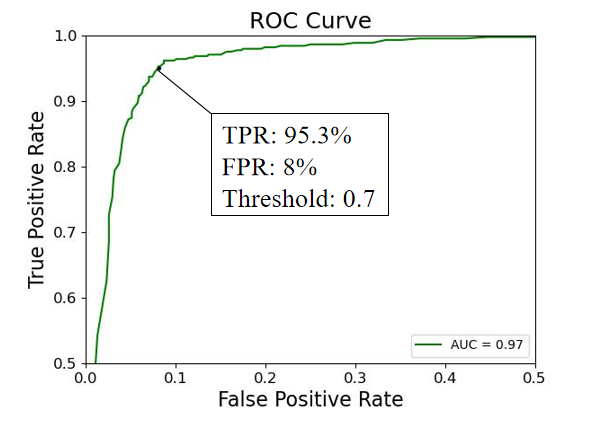 ROC Curve
1.0
0.9
0.8
0.7
0.6
0.5
True Positive Rate
TPR: 95.3%
FPR: 8%
Threshold: 0.7
AUC = 0.97
0.0 0.1 0.2 0.3 0.4 0.5
False Positive Rate